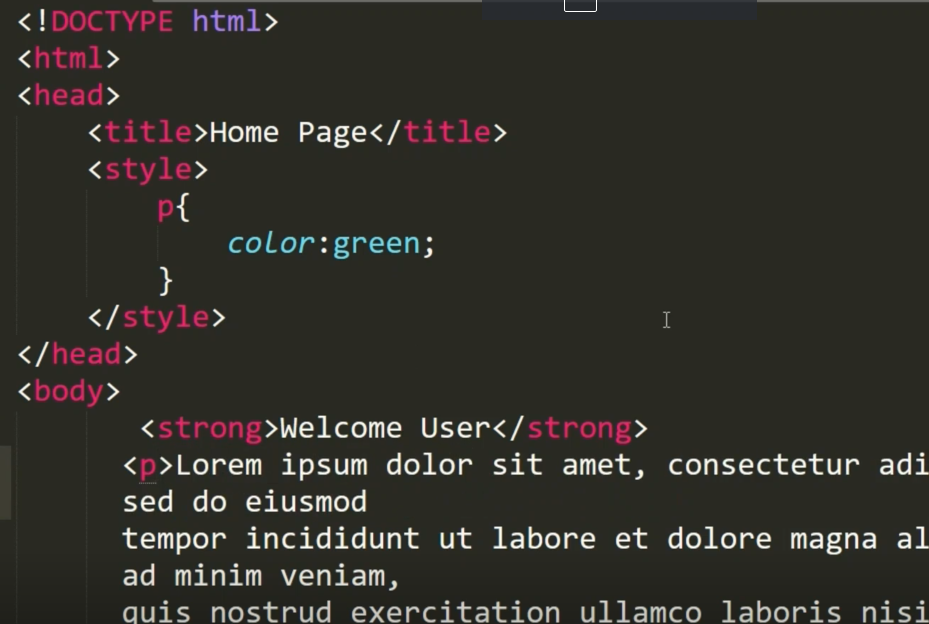 <!DOCTYPE html>
<html>
<head>
<title>Home Page</title>
<style>
p{
color:green;
}
</style>
</head>
<body>
<strong>Welcome User</strong>
<p>Lorem ipsum dolor sit amet, consectetur adi
sed do eiusmod
tempor incididunt ut labore et dolore magna al
ad minim veniam,
quis nostrud exercitation ullamco laboris nisi